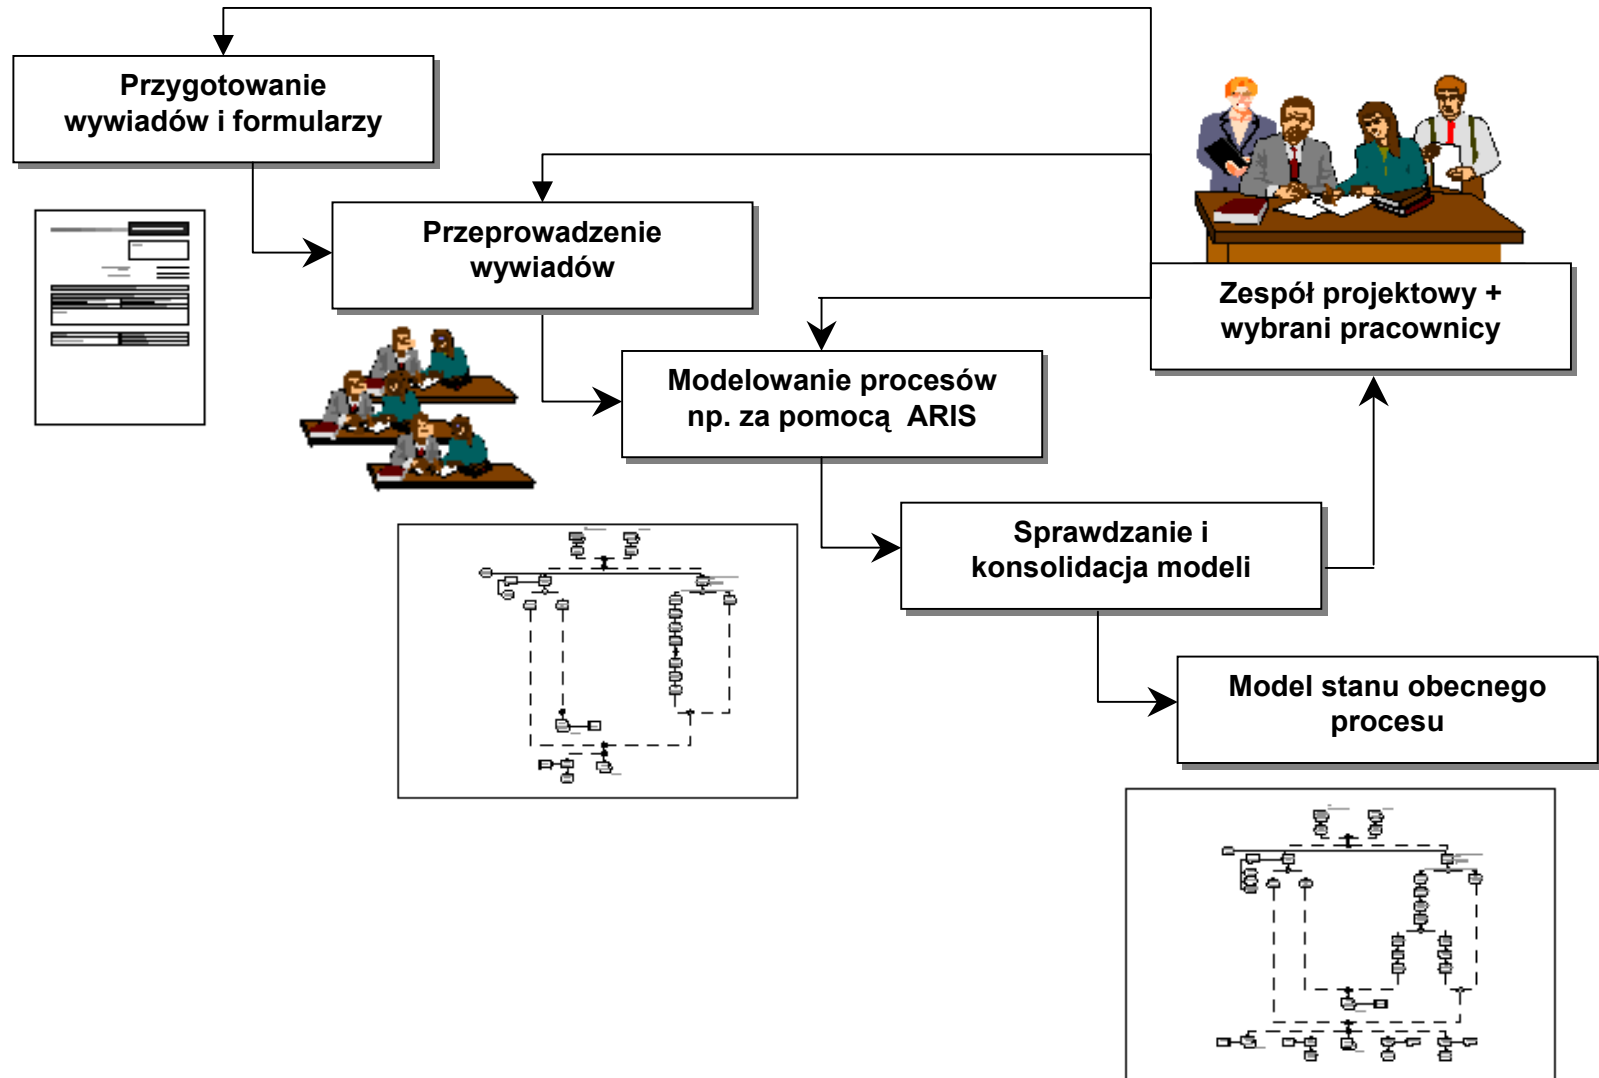 Przygotowanie
wywiadów i formularzy
Przeprowadzenie
wywiadów
Zespół projektowy +
wybrani pracownicy
Modelowanie procesów
np. za pomocą  ARIS
Sprawdzanie i
konsolidacja modeli
Model stanu obecnego
procesu